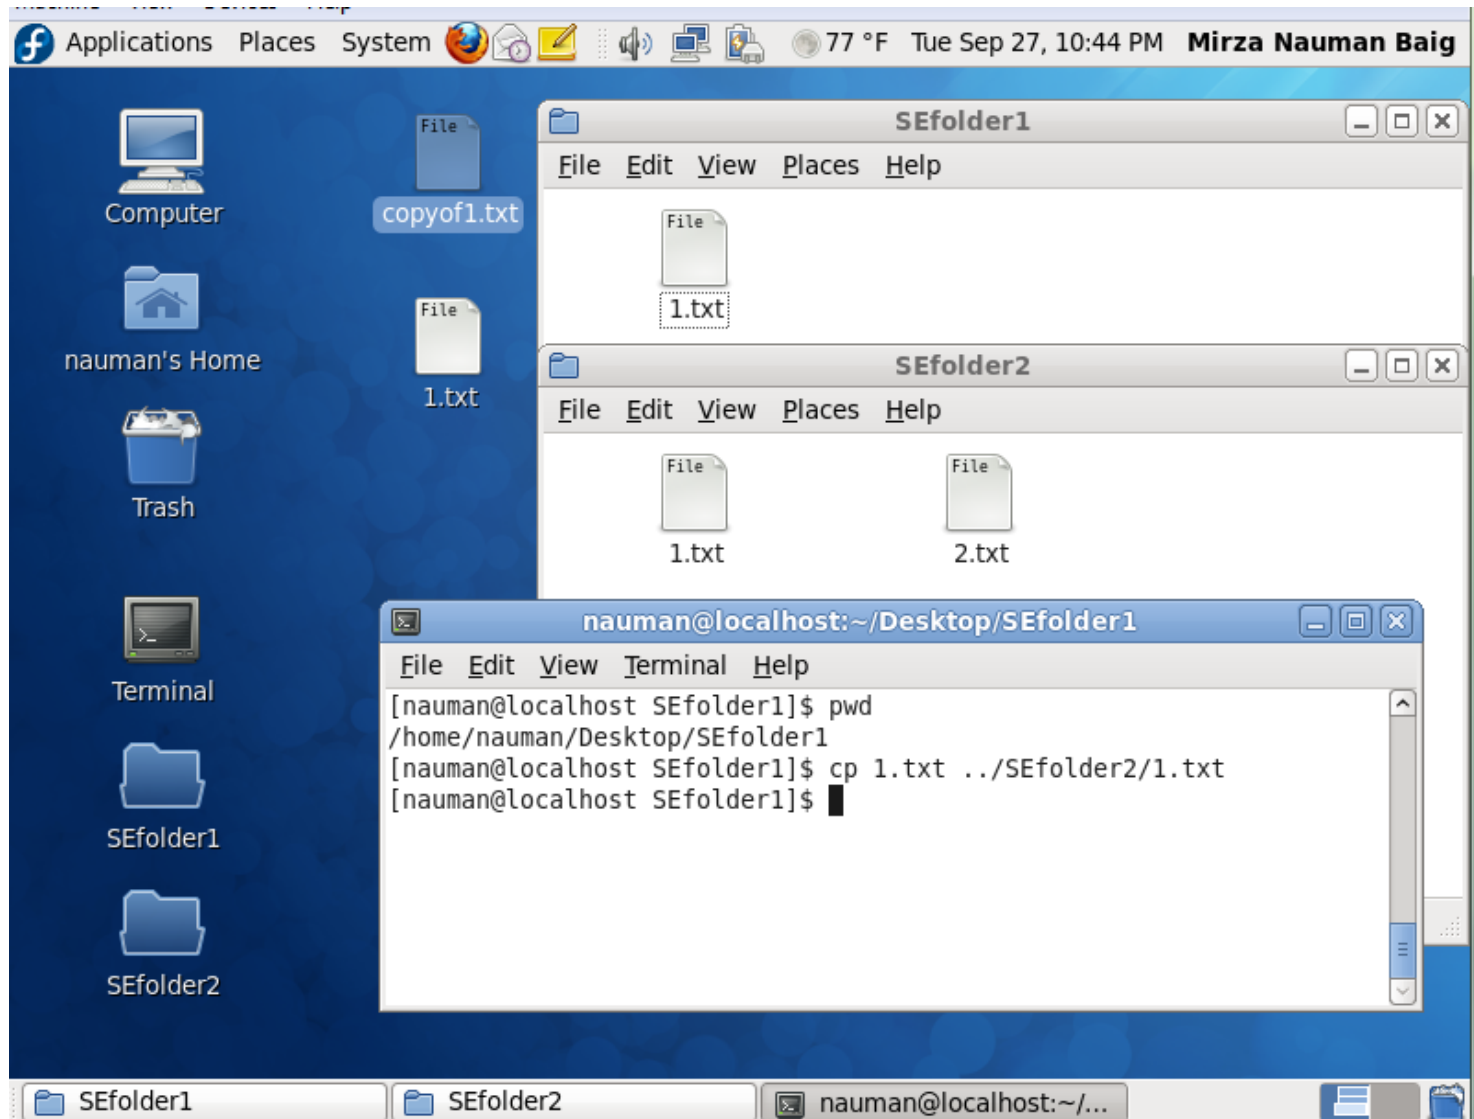 Applications Places System 77 °F Tue Sep 27, 10:44 PM Mirza Nauman Baig
Computer
nauman's Home
Trash
Terminal
SEfolder1
SEfolder2
File
copyof1.txt
File
1.txt
SEfolder1
File Edit View Places Help
File
1.txt
SEfolder2
File Edit View Places Help
File
1.txt
File
2.txt
nauman@localhost:~/Desktop/SEfolder1
File Edit View Terminal Help
[nauman@localhost SEfolder1]$ pwd
/home/nauman/Desktop/SEfolder1
[nauman@localhost SEfolder1]$ cp 1.txt ../SEfolder2/1.txt
[nauman@localhost SEfolder1]$
SEfolder1
SEfolder2
nauman@localhost:~/...